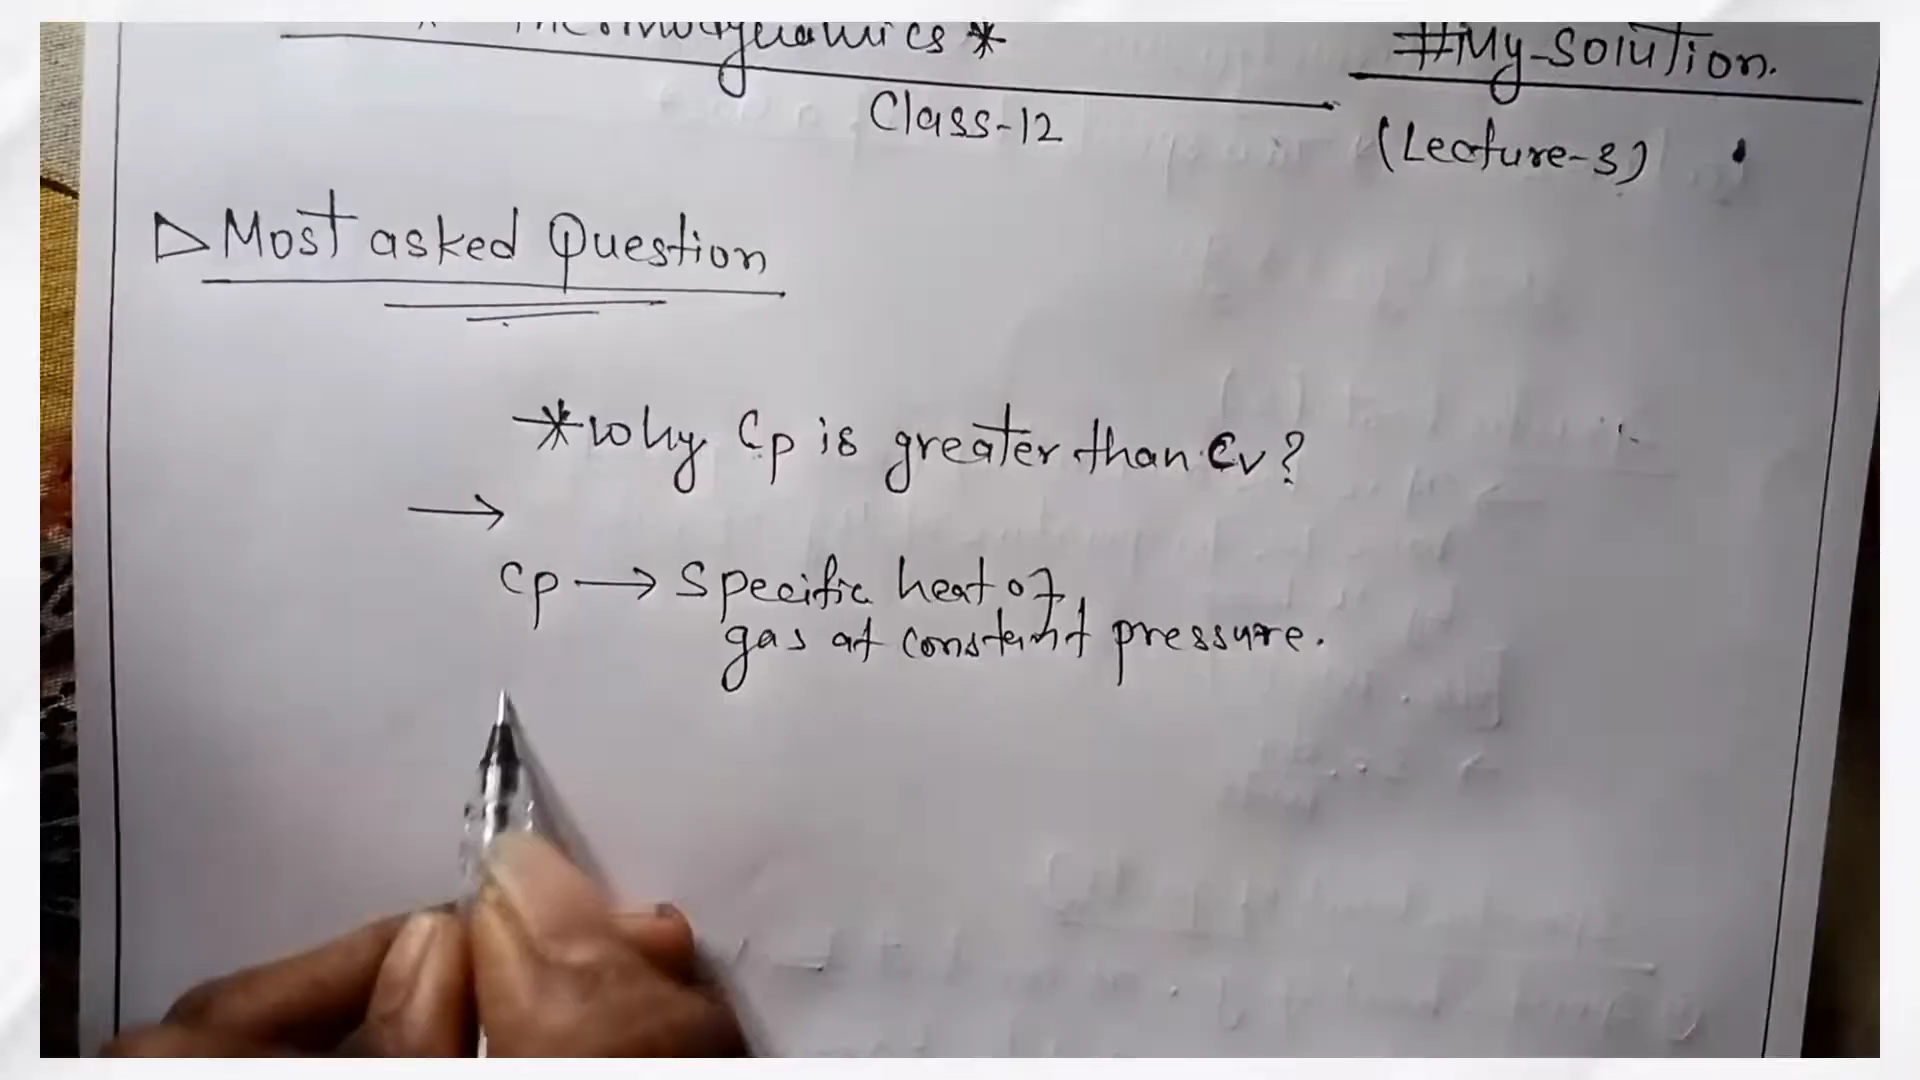 * Thermodynamics *
#My-Solution.
Class-12
(Lecture-3)
Most asked Question
*why Cp is greater than Cv?
→
Cp → Specific heat of
gas at constant pressure.